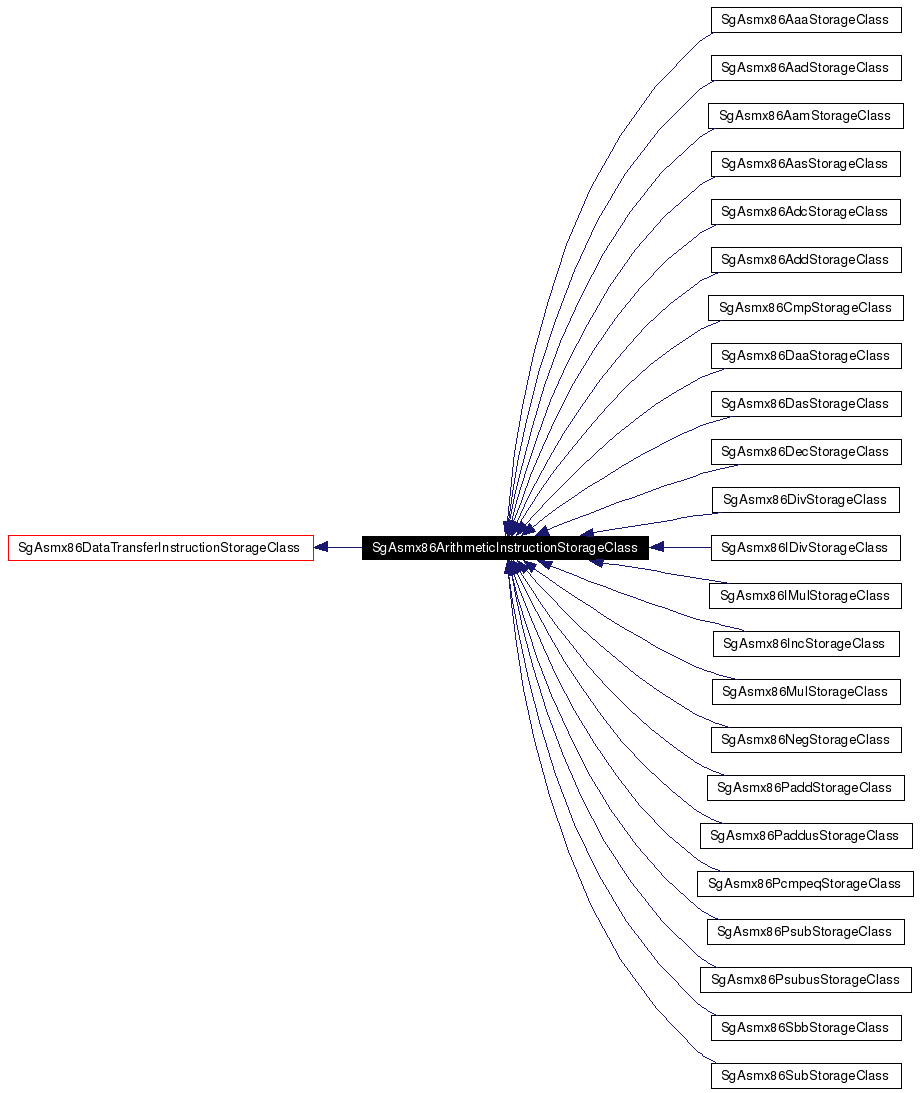 SgAsmx86AaaStorageClass
SgAsmx86AadStorageClass
SgAsmx86AamStorageClass
SgAsmx86AasStorageClass
SgAsmx86AdcStorageClass
SgAsmx86AddStorageClass
SgAsmx86CmpStorageClass
SgAsmx86DaaStorageClass
SgAsmx86DasStorageClass
SgAsmx86DecStorageClass
SgAsmx86DivStorageClass
SgAsmx86DataTransferInstructionStorageClass
SgAsmx86ArithmeticInstructionStorageClass
SgAsmx86IDivStorageClass
SgAsmx86IMulStorageClass
SgAsmx86IncStorageClass
SgAsmx86MulStorageClass
SgAsmx86NegStorageClass
SgAsmx86PaddStorageClass
SgAsmx86PaddusStorageClass
SgAsmx86PcmpeqStorageClass
SgAsmx86PsubStorageClass
SgAsmx86PsubusStorageClass
SgAsmx86SbbStorageClass
SgAsmx86SubStorageClass